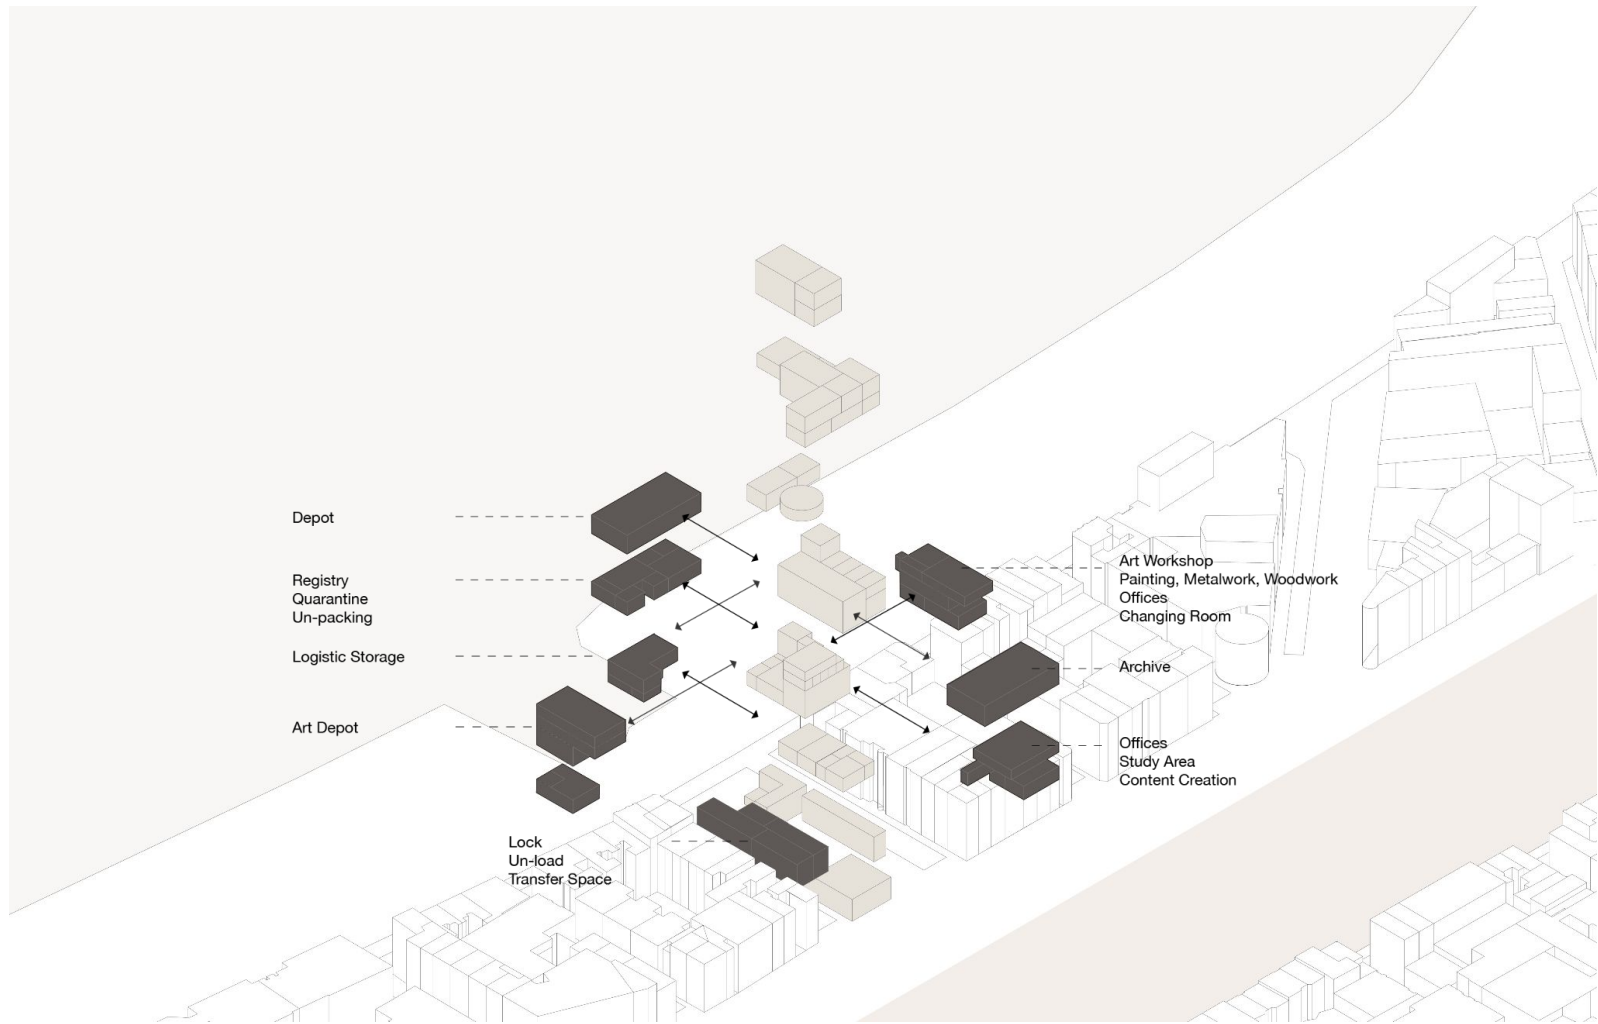 Depot
Registry
Quarantine
Un-packing
Logistic Storage
Art Depot
Lock
Un-load
Transfer Space
Art Workshop
Painting, Metalwork, Woodwork
Offices
Changing Room
Archive
Offices
Study Area
Content Creation